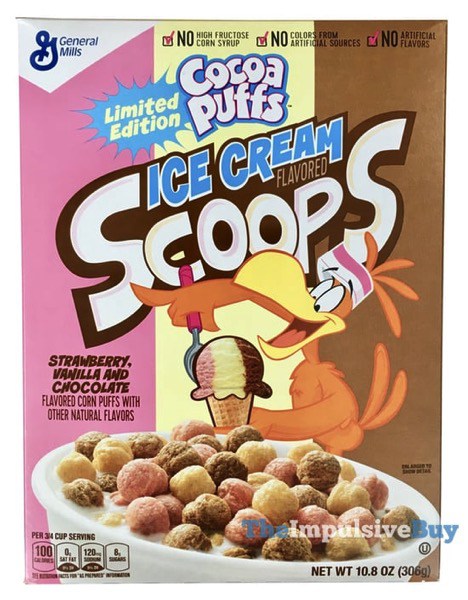 General
Mills
NO HIGH FRUCTOSE
CORN SYRUP
NO COLORS FROM
ARTIFICIAL SOURCES
NO ARTIFICIAL
FLAVORS
Limited
Edition
Cocoa
Puffs
ICE CREAM
FLAVORED
SCOOPS
STRAWBERRY,
VANILLA AND
CHOCOLATE
FLAVORED CORN PUFFS WITH
OTHER NATURAL FLAVORS
ENLARGED TO
SHOW DETAIL
TheImpulsiveBuy
PER 3/4 CUP SERVING
100
CALORIES
0g
SAT FAT
120mg
SODIUM
8g
SUGARS
U
NET WT 10.8 OZ (306g)